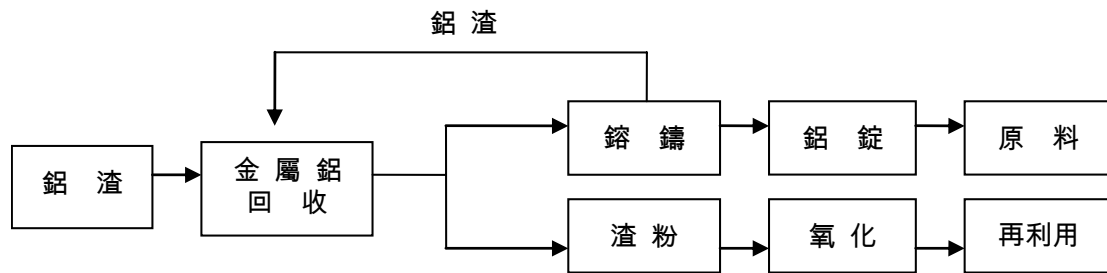 鋁 渣
鎔 鑄
鋁 錠
原 料
鋁 渣
金 屬 鋁
回 收
渣 粉
氧 化
再利用